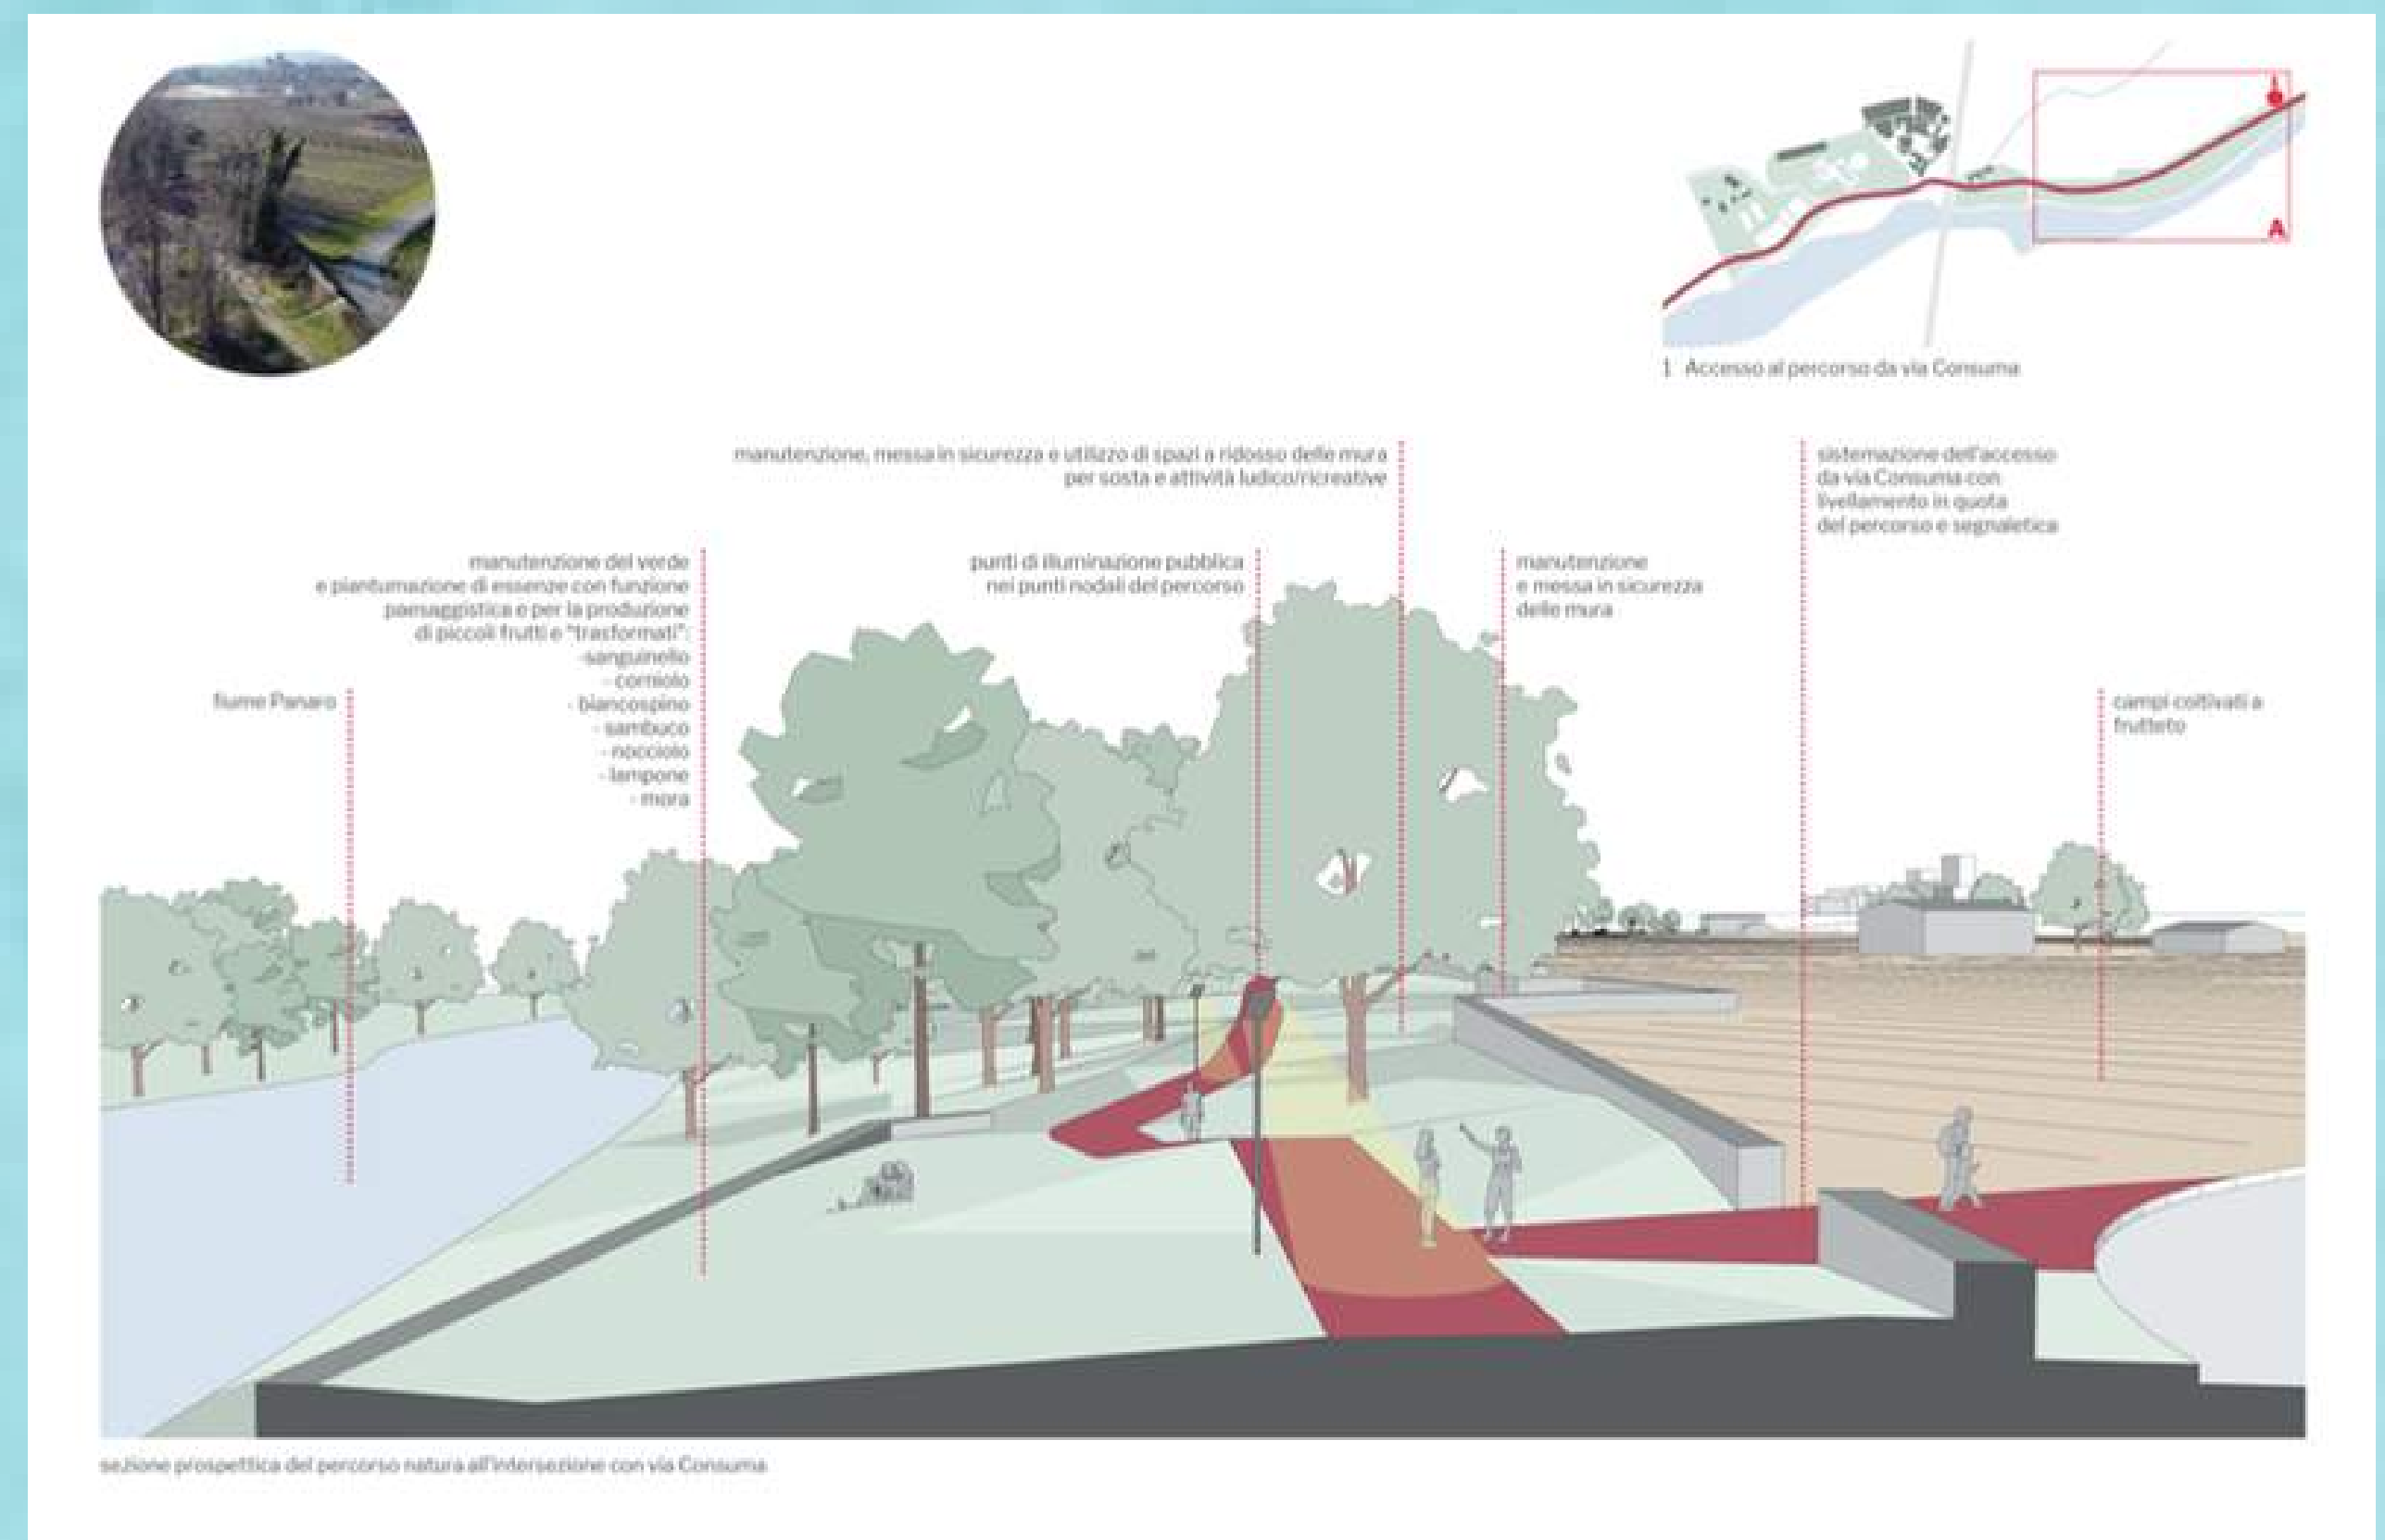 A
1 Accesso al percorso da via Consuma
manutenzione, messa in sicurezza e utilizzo di spazi a ridosso delle mura
per sosta e attività ludico/ricreative
sistemazione dell'accesso
da via Consuma con
livellamento in quota
del percorso e segnaletica
manutenzione del verde
e piantumazione di essenze con funzione
paesaggistica e per la produzione
di piccoli frutti e "trasformati":
-sanguinello
- corniolo
- biancospino
- sambuco
- nocciolo
- lampone
- mora
punti di illuminazione pubblica
nei punti nodali del percorso
manutenzione
e messa in sicurezza
delle mura
fiume Panaro
campi coltivati a
frutteto
sezione prospettica del percorso natura all'intersezione con via Consuma